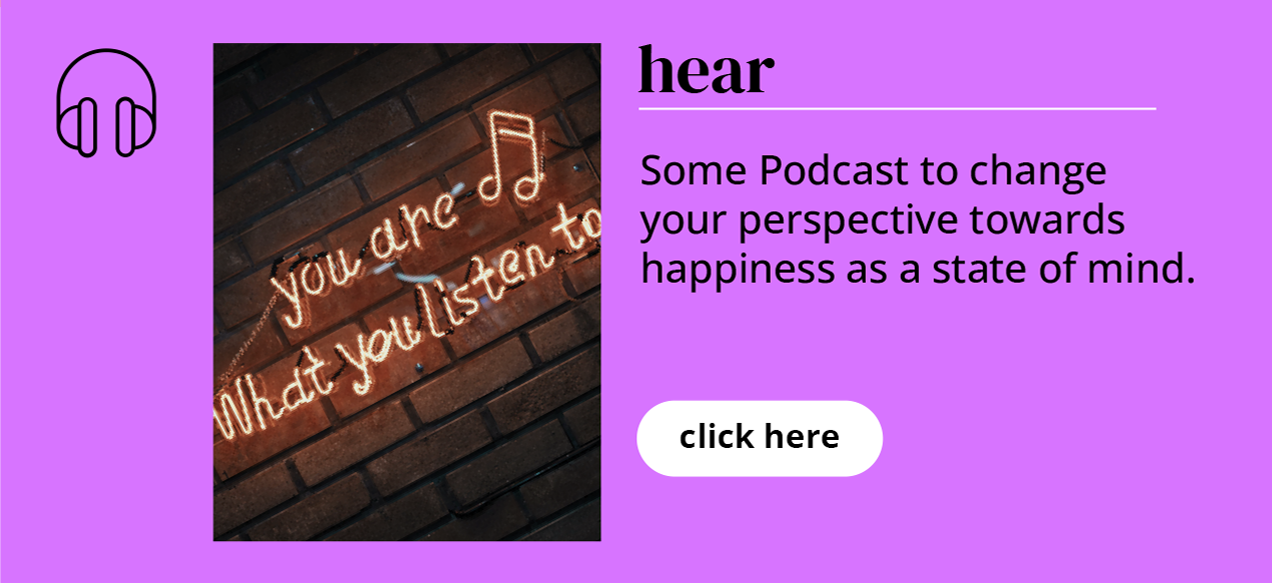 you are
What you listen to
hear
Some Podcast to change
your perspective towards
happiness as a state of mind.
click here